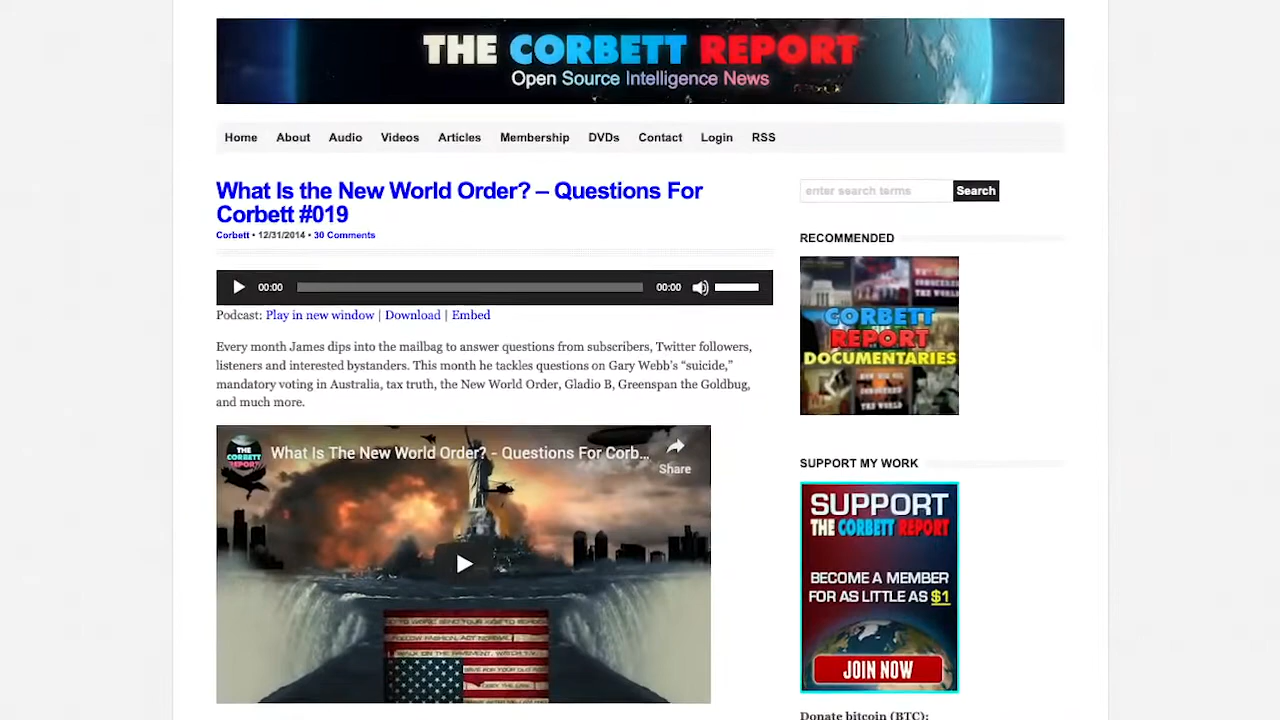 THE CORBETT REPORT
Open Source Intelligence News
Home About Audio Videos Articles Membership DVDs Contact Login RSS
What Is the New World Order? – Questions For
Corbett #019
Corbett • 12/31/2014 • 30 Comments
00:00 00:00
Podcast: Play in new window | Download | Embed
Every month James dips into the mailbag to answer questions from subscribers, Twitter followers,
listeners and interested bystanders. This month he tackles questions on Gary Webb’s “suicide,”
mandatory voting in Australia, tax truth, the New World Order, Gladio B, Greenspan the Goldbug,
and much more.
THE
CORBETT
REPORT
What Is The New World Order? - Questions For Corb...
Share
enter search terms Search
RECOMMENDED
CORBETT
REPORT
DOCUMENTARIES
SUPPORT MY WORK
SUPPORT
THE CORBETT REPORT
BECOME A MEMBER
FOR AS LITTLE AS $1
JOIN NOW
Donate bitcoin (BTC):